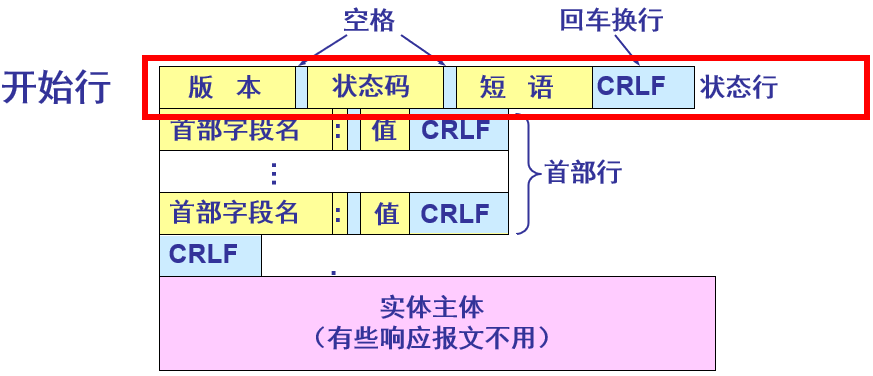 空格 回车换行
开始行 版 本 状态码 短 语 CRLF 状态行
首部字段名 : 值 CRLF
⋮ 首部行
首部字段名 : 值 CRLF
CRLF
实体主体
（有些响应报文不用）